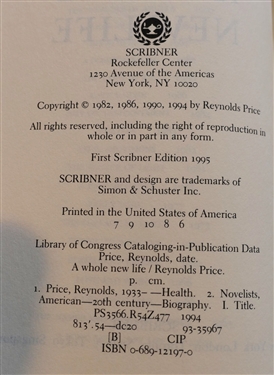 SCRIBNER
Rockefeller Center
1230 Avenue of the Americas
New York, NY 10020
Copyright © 1982, 1986, 1990, 1994 by Reynolds Price
All rights reserved, including the right of reproduction in
whole or in part in any form.
First Scribner Edition 1995
SCRIBNER and design are trademarks of
Simon & Schuster Inc.
Printed in the United States of America
7 9 10 8 6
Library of Congress Cataloging-in-Publication Data
Price, Reynolds, date.
A whole new life / Reynolds Price.
p. cm.
1. Price, Reynolds, 1933– —Health. 2. Novelists,
American—20th century—Biography. I. Title.
PS3566.R54Z477 1994
813'.54—dc20 93-35967
[B] CIP
ISBN 0-689-12197-0